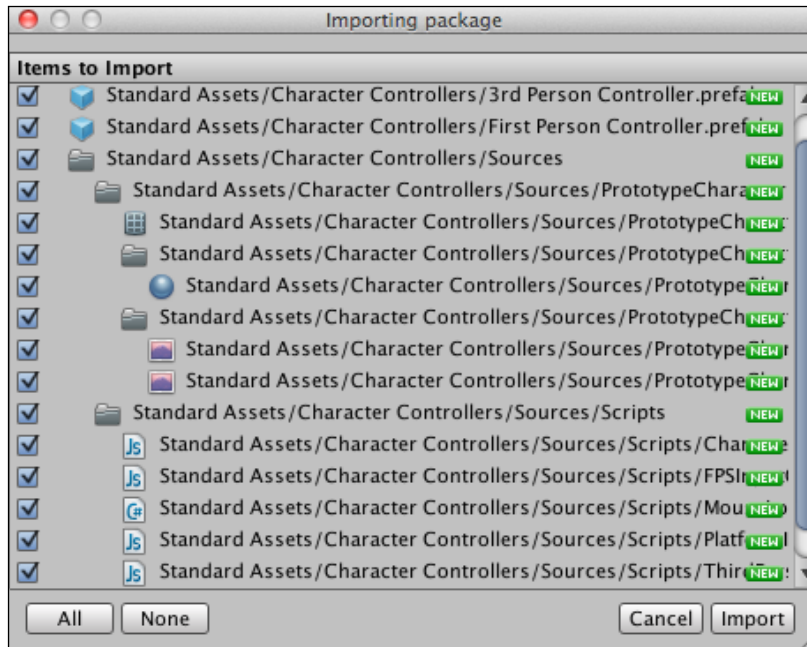 Importing package
Items to Import
Standard Assets/Character Controllers/3rd Person Controller.prefa NEW
Standard Assets/Character Controllers/First Person Controller.pref NEW
Standard Assets/Character Controllers/Sources NEW
Standard Assets/Character Controllers/Sources/PrototypeChara NEW
Standard Assets/Character Controllers/Sources/PrototypeCh NEW
Standard Assets/Character Controllers/Sources/PrototypeCh NEW
Standard Assets/Character Controllers/Sources/Prototype NEW
Standard Assets/Character Controllers/Sources/PrototypeCh NEW
Standard Assets/Character Controllers/Sources/Prototype NEW
Standard Assets/Character Controllers/Sources/Prototype NEW
Standard Assets/Character Controllers/Sources/Scripts NEW
Js Standard Assets/Character Controllers/Sources/Scripts/Char NEW
Js Standard Assets/Character Controllers/Sources/Scripts/FPSIn NEW
C# Standard Assets/Character Controllers/Sources/Scripts/Mou NEW
Js Standard Assets/Character Controllers/Sources/Scripts/Platf NEW
Js Standard Assets/Character Controllers/Sources/Scripts/Third NEW
All None Cancel Import